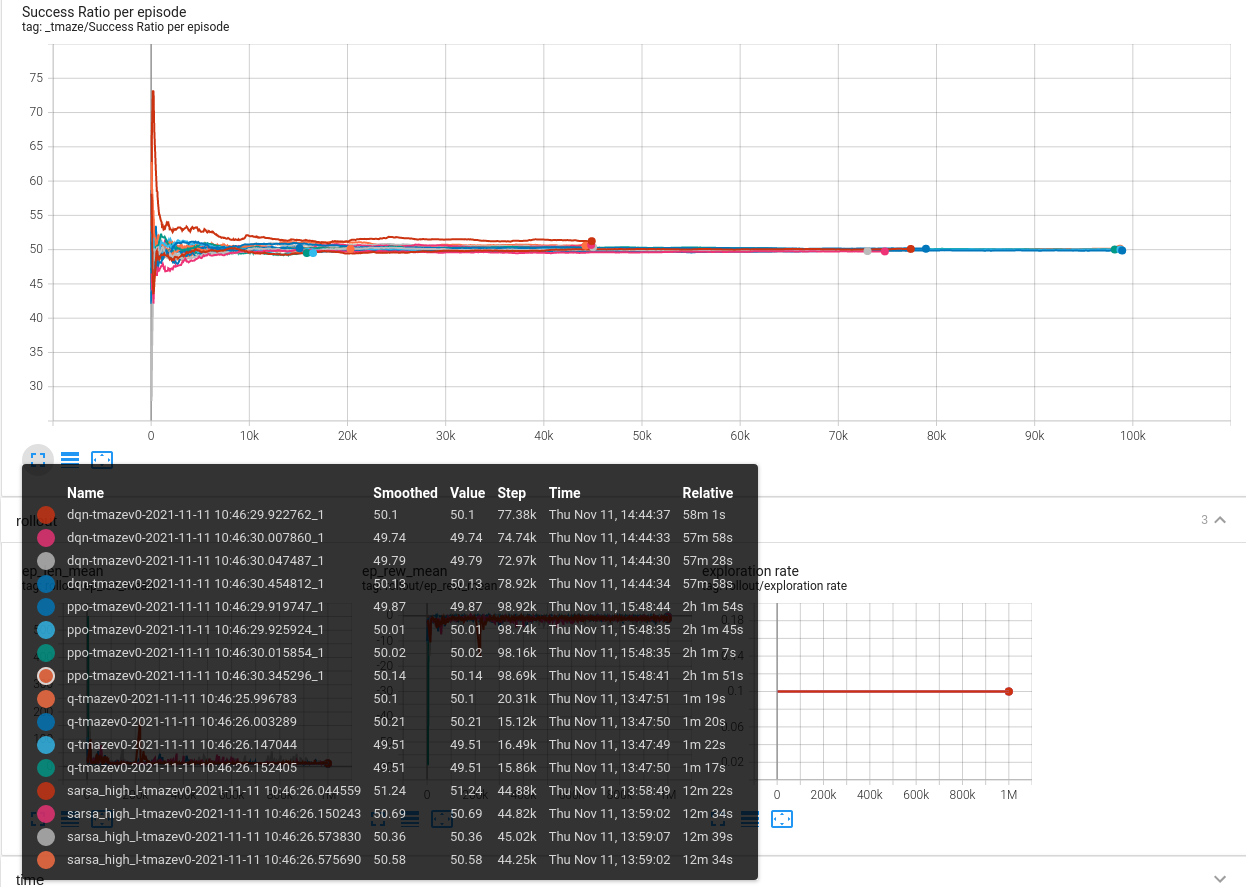 Success Ratio per episode
tag: _tmaze/Success Ratio per episode
75
70
65
60
55
50
45
40
35
30
0 10k 20k 30k 40k 50k 60k 70k 80k 90k 100k
Name Smoothed Value Step Time Relative
dqn-tmazev0-2021-11-11 10:46:29.922762_1 50.1 50.1 77.38k Thu Nov 11, 14:44:37 58m 1s
rollout 3
dqn-tmazev0-2021-11-11 10:46:30.007860_1 49.74 49.74 74.74k Thu Nov 11, 14:44:33 57m 58s
dqn-tmazev0-2021-11-11 10:46:30.047487_1 49.79 49.79 72.97k Thu Nov 11, 14:44:30 57m 28s
ep_len_mean ep_rew_mean exploration rate
tag: rollout/ep_len_mean tag: rollout/ep_rew_mean tag: rollout/exploration rate
dqn-tmazev0-2021-11-11 10:46:30.454812_1 50.13 50.13 78.92k Thu Nov 11, 14:44:34 57m 58s
ppo-tmazev0-2021-11-11 10:46:29.919747_1 49.87 49.87 98.92k Thu Nov 11, 15:48:44 2h 1m 54s
ppo-tmazev0-2021-11-11 10:46:29.925924_1 50.01 50.01 98.74k Thu Nov 11, 15:48:35 2h 1m 45s
ppo-tmazev0-2021-11-11 10:46:30.015854_1 50.02 50.02 98.16k Thu Nov 11, 15:48:35 2h 1m 7s
ppo-tmazev0-2021-11-11 10:46:30.345296_1 50.14 50.14 98.69k Thu Nov 11, 15:48:41 2h 1m 51s
q-tmazev0-2021-11-11 10:46:25.996783 50.1 50.1 20.31k Thu Nov 11, 13:47:51 1m 19s
q-tmazev0-2021-11-11 10:46:26.003289 50.21 50.21 15.12k Thu Nov 11, 13:47:50 1m 20s
q-tmazev0-2021-11-11 10:46:26.147044 49.51 49.51 16.49k Thu Nov 11, 13:47:49 1m 22s
q-tmazev0-2021-11-11 10:46:26.152405 49.51 49.51 15.86k Thu Nov 11, 13:47:50 1m 17s
sarsa_high_l-tmazev0-2021-11-11 10:46:26.044559 51.24 51.24 44.88k Thu Nov 11, 13:58:49 12m 22s
sarsa_high_l-tmazev0-2021-11-11 10:46:26.150243 50.69 50.69 44.82k Thu Nov 11, 13:59:02 12m 34s
sarsa_high_l-tmazev0-2021-11-11 10:46:26.573830 50.36 50.36 45.02k Thu Nov 11, 13:59:07 12m 39s
sarsa_high_l-tmazev0-2021-11-11 10:46:26.575690 50.58 50.58 44.25k Thu Nov 11, 13:59:02 12m 34s
0.18
0.14
0.1
0.06
0.02
0 200k 400k 600k 800k 1M
time